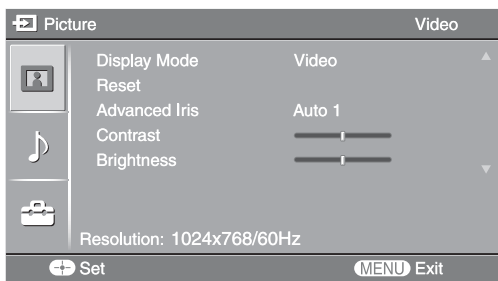 Picture Video
Display Mode Video
Reset
Advanced Iris Auto 1
Contrast
Brightness
Resolution: 1024x768/60Hz
Set MENU Exit